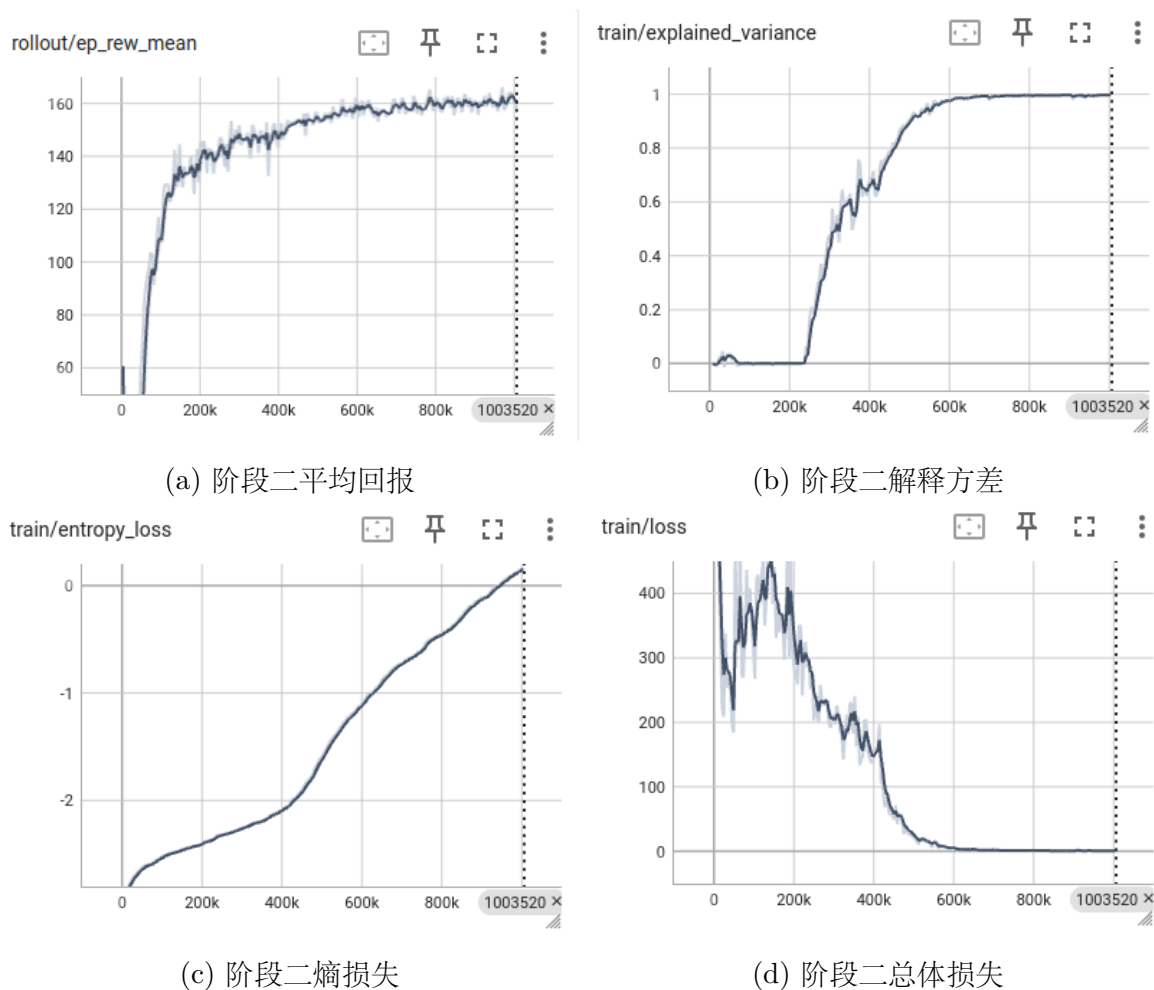 rollout/ep_rew_mean
160
140
120
100
80
60
0 200k 400k 600k 800k 1003520 ×
(a) 阶段二平均回报
train/explained_variance
1
0.8
0.6
0.4
0.2
0
0 200k 400k 600k 800k 1003520 ×
(b) 阶段二解释方差
train/entropy_loss
0
-1
-2
0 200k 400k 600k 800k 1003520 ×
(c) 阶段二熵损失
train/loss
400
300
200
100
0
0 200k 400k 600k 800k 1003520 ×
(d) 阶段二总体损失